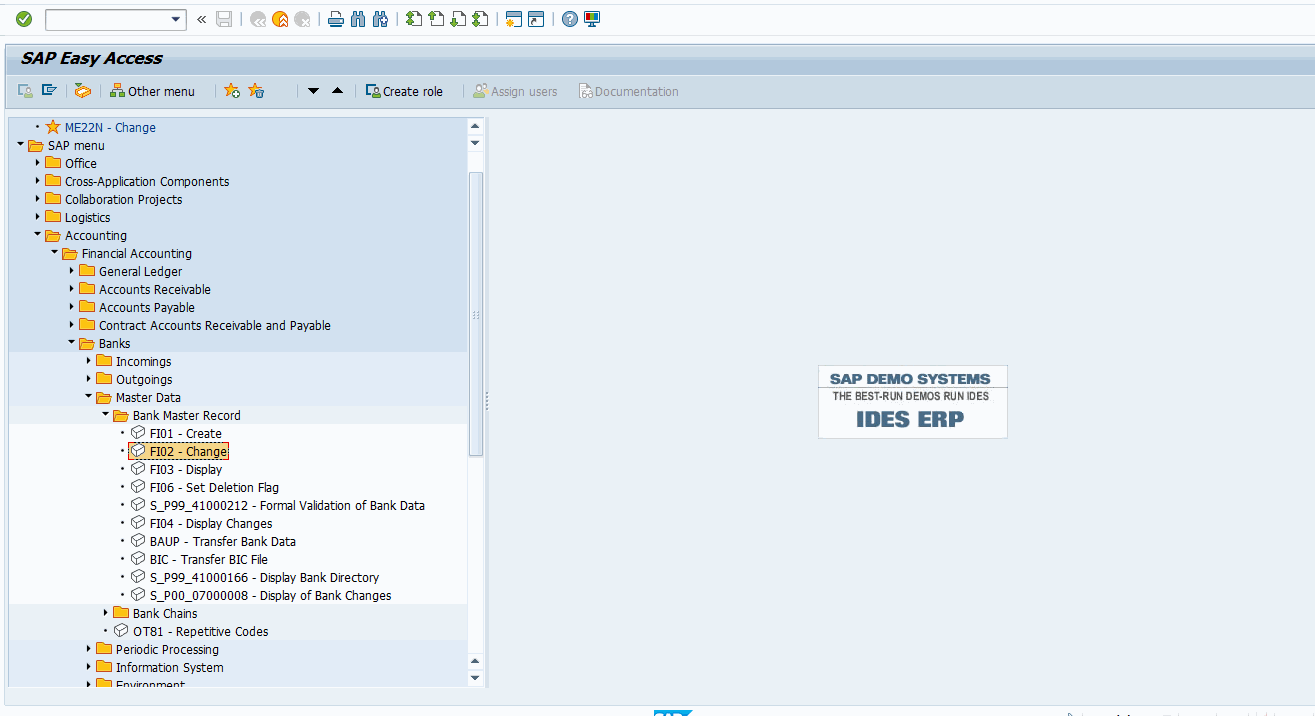 SAP Easy Access
Other menu
Create role
Assign users
Documentation
ME22N - Change
SAP menu
Office
Cross-Application Components
Collaboration Projects
Logistics
Accounting
Financial Accounting
General Ledger
Accounts Receivable
Accounts Payable
Contract Accounts Receivable and Payable
Banks
Incomings
Outgoings
Master Data
Bank Master Record
FI01 - Create
FI02 - Change
FI03 - Display
FI06 - Set Deletion Flag
S_P99_41000212 - Formal Validation of Bank Data
FI04 - Display Changes
BAUP - Transfer Bank Data
BIC - Transfer BIC File
S_P99_41000166 - Display Bank Directory
S_P00_07000008 - Display of Bank Changes
Bank Chains
OT81 - Repetitive Codes
Periodic Processing
Information System
Environment
SAP DEMO SYSTEMS
THE BEST-RUN DEMOS RUN IDES
IDES ERP
SAP